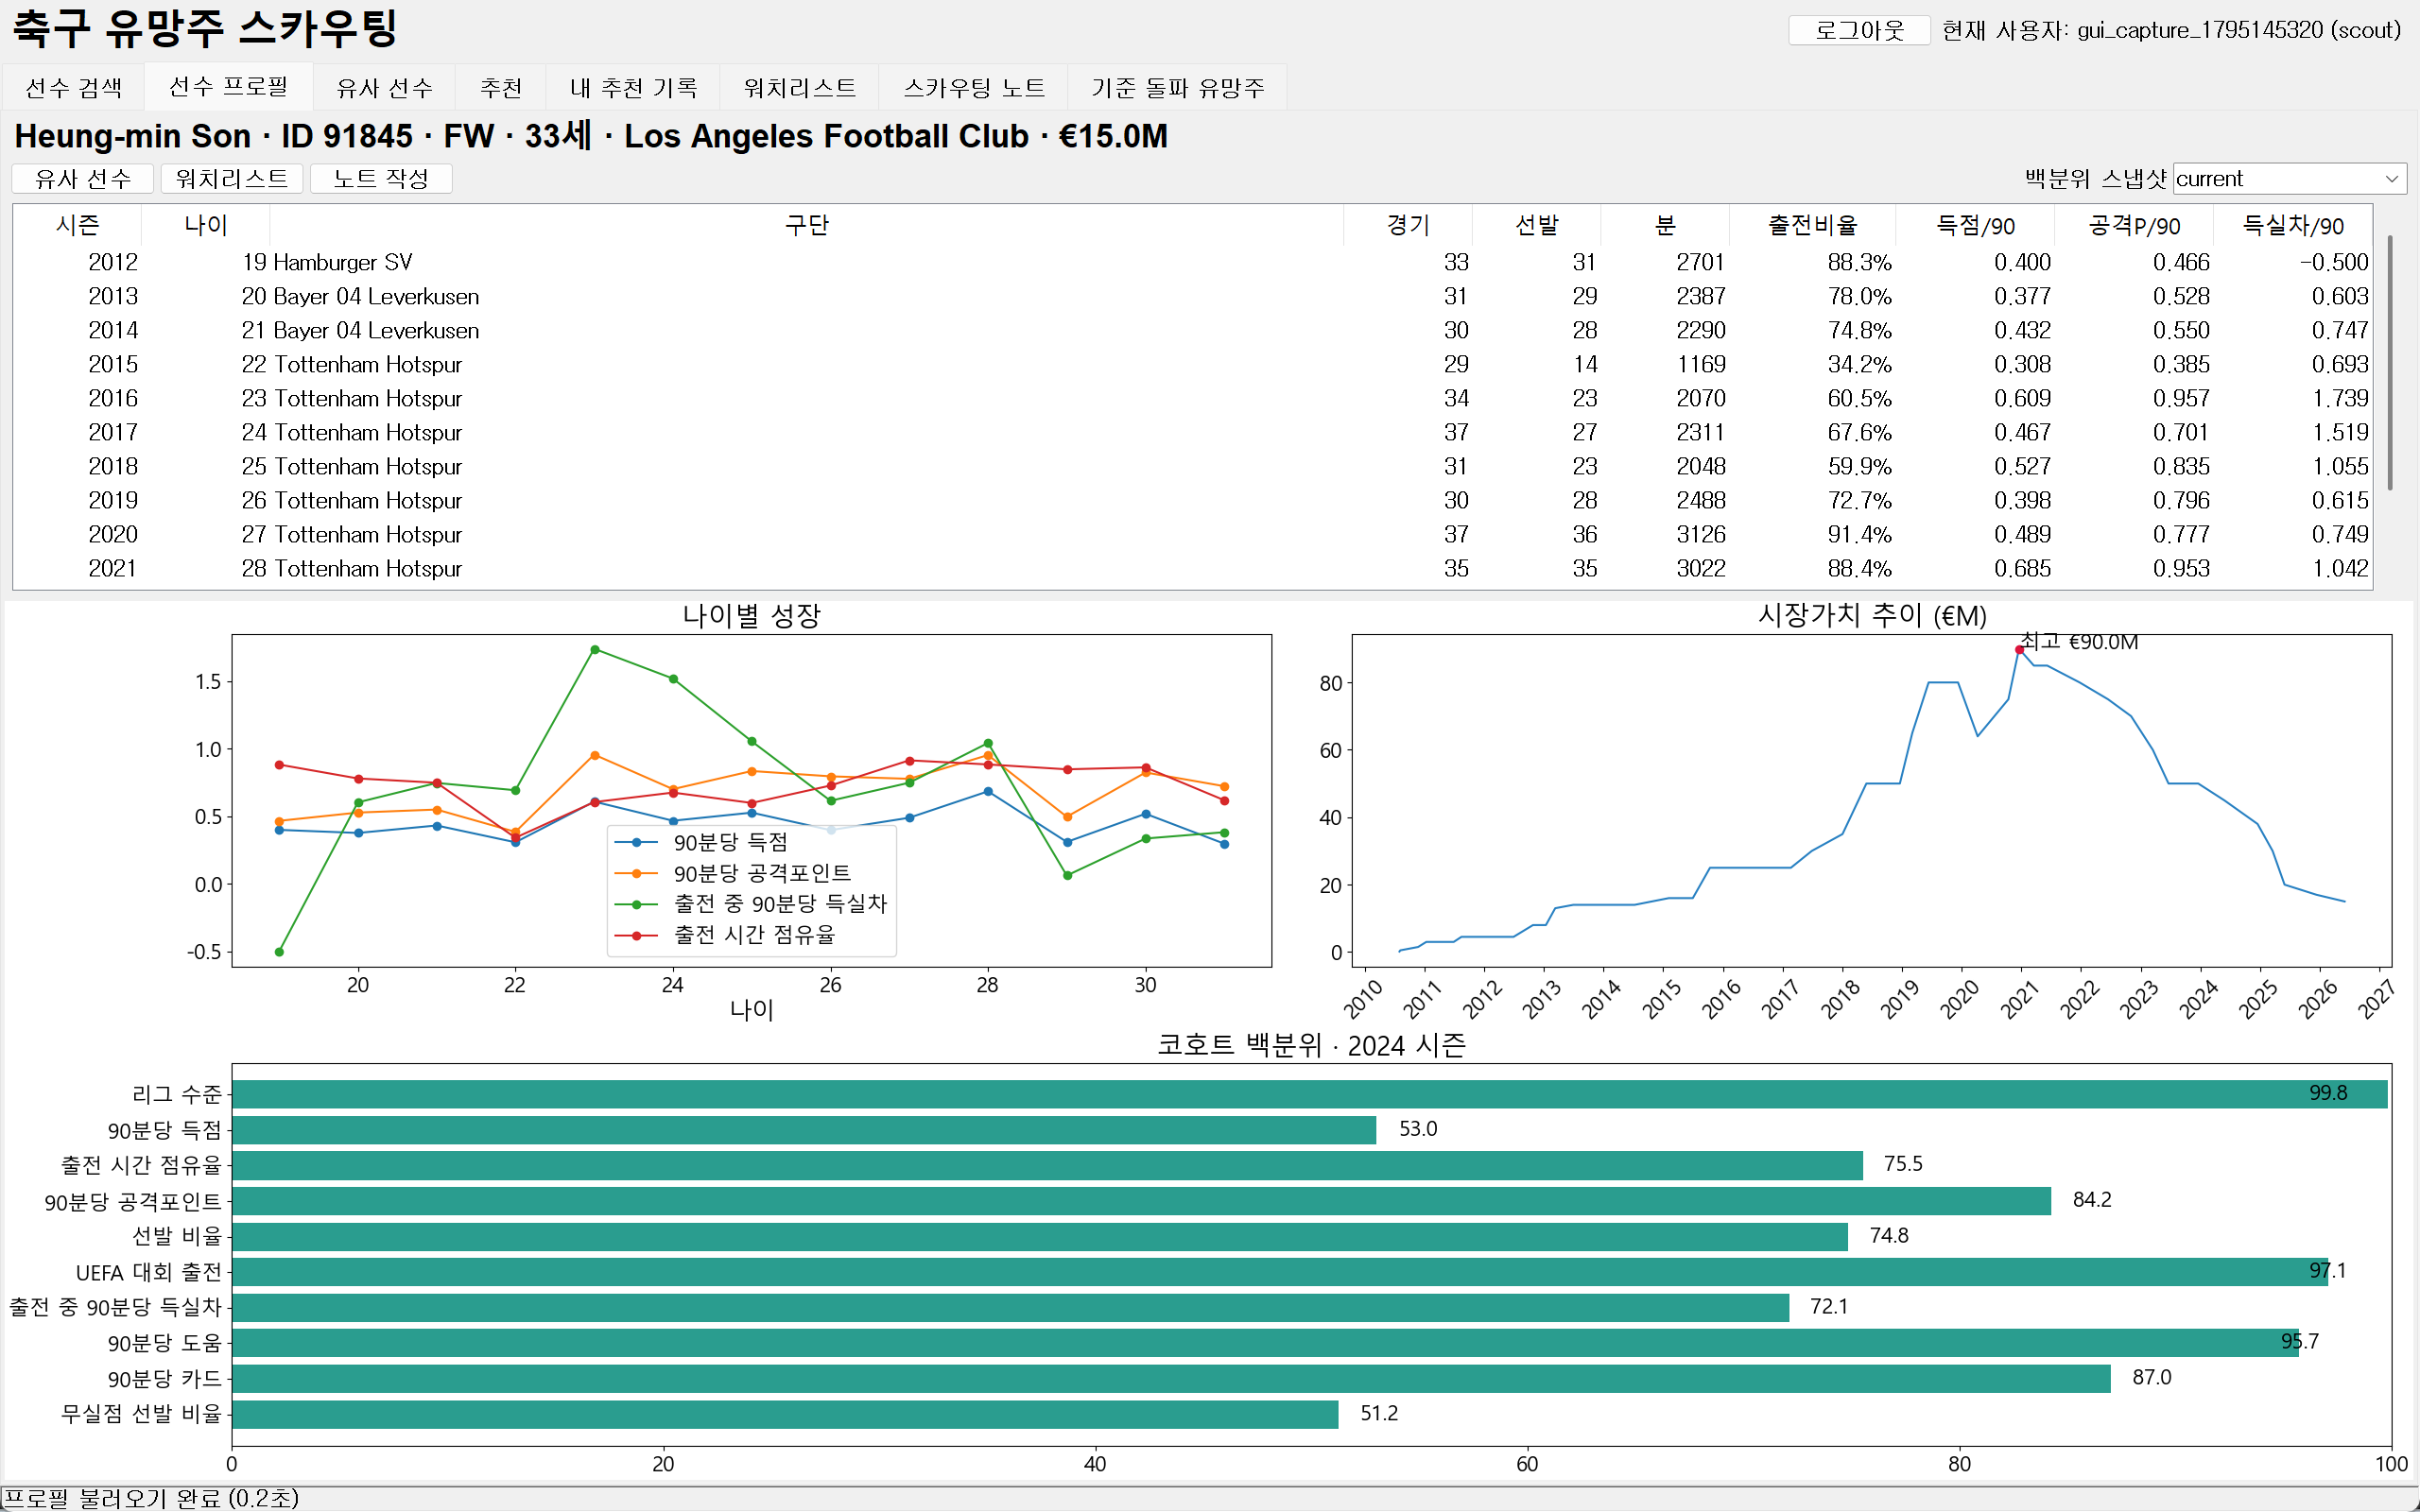 축구 유망주 스카우팅
로그아웃 현재 사용자: gui_capture_1795145320 (scout)
선수 검색 선수 프로필 유사 선수 추천 내 추천 기록 워치리스트 스카우팅 노트 기준 돌파 유망주
Heung-min Son · ID 91845 · FW · 33세 · Los Angeles Football Club · €15.0M
유사 선수 워치리스트 노트 작성 백분위 스냅샷 current
시즌 나이 구단 경기 선발 분 출전비율 득점/90 공격P/90 득실차/90
2012 19 Hamburger SV 33 31 2701 88.3% 0.400 0.466 -0.500
2013 20 Bayer 04 Leverkusen 31 29 2387 78.0% 0.377 0.528 0.603
2014 21 Bayer 04 Leverkusen 30 28 2290 74.8% 0.432 0.550 0.747
2015 22 Tottenham Hotspur 29 14 1169 34.2% 0.308 0.385 0.693
2016 23 Tottenham Hotspur 34 23 2070 60.5% 0.609 0.957 1.739
2017 24 Tottenham Hotspur 37 27 2311 67.6% 0.467 0.701 1.519
2018 25 Tottenham Hotspur 31 23 2048 59.9% 0.527 0.835 1.055
2019 26 Tottenham Hotspur 30 28 2488 72.7% 0.398 0.796 0.615
2020 27 Tottenham Hotspur 37 36 3126 91.4% 0.489 0.777 0.749
2021 28 Tottenham Hotspur 35 35 3022 88.4% 0.685 0.953 1.042
나이별 성장
1.5
1.0
0.5
0.0
-0.5
90분당 득점
90분당 공격포인트
출전 중 90분당 득실차
출전 시간 점유율
20 22 24 26 28 30
나이
시장가치 추이 (€M)
최고 €90.0M
80
60
40
20
0
2010 2011 2012 2013 2014 2015 2016 2017 2018 2019 2020 2021 2022 2023 2024 2025 2026 2027
코호트 백분위 · 2024 시즌
리그 수준 99.8
90분당 득점 53.0
출전 시간 점유율 75.5
90분당 공격포인트 84.2
선발 비율 74.8
UEFA 대회 출전 97.1
출전 중 90분당 득실차 72.1
90분당 도움 95.7
90분당 카드 87.0
무실점 선발 비율 51.2
0 20 40 60 80 100
프로필 불러오기 완료 (0.2초)